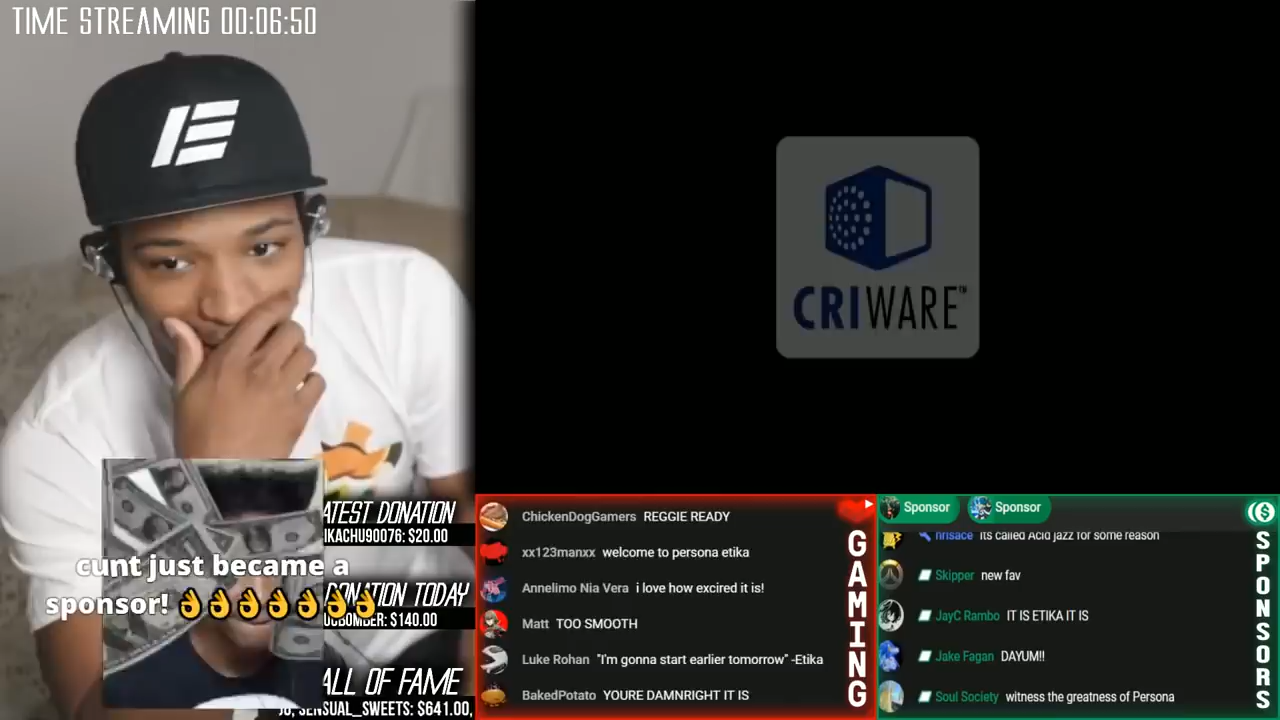 TIME STREAMING 00:06:50
CRIWARE™
cunt just became a
sponsor! 👌👌👌👌👌👌👌
ATEST DONATION
IKACHU90076: $20.00
DONATION TODAY
BOMBER: $140.00
ALL OF FAME
SENSUAL_SWEETS: $641.00,
ChickenDogGamers REGGIE READY
xx123manxx welcome to persona etika
Annelimo Nia Vera i love how excired it is!
Matt TOO SMOOTH
Luke Rohan "I'm gonna start earlier tomorrow" -Etika
BakedPotato YOURE DAMNRIGHT IT IS
GAMING
Sponsor Sponsor
its called Acid jazz for some reason
Skipper new fav
JayC Rambo IT IS ETIKA IT IS
Jake Fagan DAYUM!!
Soul Society witness the greatness of Persona
SPONSORS